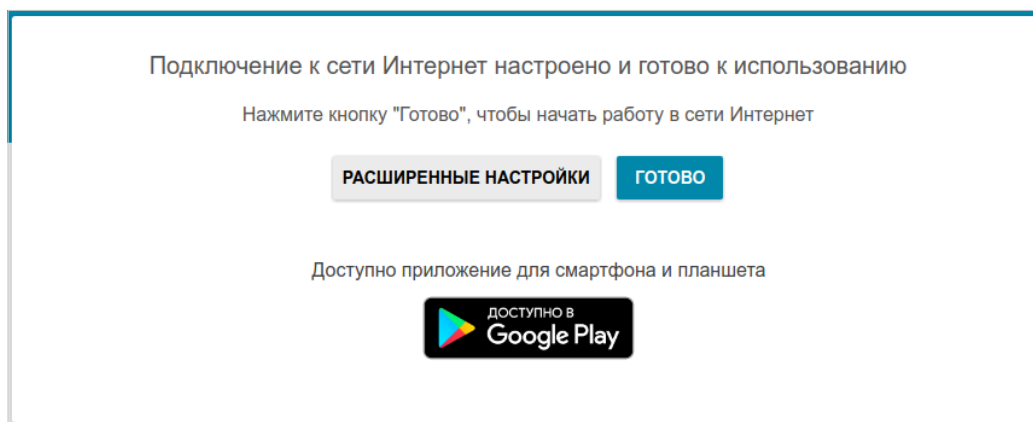 Подключение к сети Интернет настроено и готово к использованию
Нажмите кнопку "Готово", чтобы начать работу в сети Интернет
РАСШИРЕННЫЕ НАСТРОЙКИ
ГОТОВО
Доступно приложение для смартфона и планшета
ДОСТУПНО В
Google Play